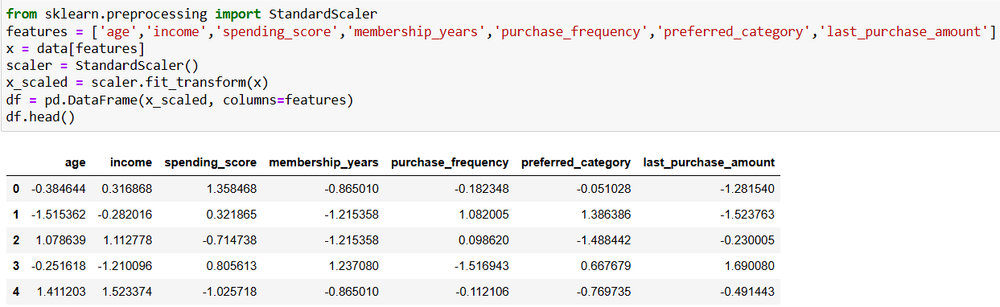 from sklearn.preprocessing import StandardScaler
features = ['age','income','spending_score','membership_years','purchase_frequency','preferred_category','last_purchase_amount']
x = data[features]
scaler = StandardScaler()
x_scaled = scaler.fit_transform(x)
df = pd.DataFrame(x_scaled, columns=features)
df.head()
age income spending_score membership_years purchase_frequency preferred_category last_purchase_amount
0 -0.384644 0.316868 1.358468 -0.865010 -0.182348 -0.051028 -1.281540
1 -1.515362 -0.282016 0.321865 -1.215358 1.082005 1.386386 -1.523763
2 1.078639 1.112778 -0.714738 -1.215358 0.098620 -1.488442 -0.230005
3 -0.251618 -1.210096 0.805613 1.237080 -1.516943 0.667679 1.690080
4 1.411203 1.523374 -1.025718 -0.865010 -0.112106 -0.769735 -0.491443